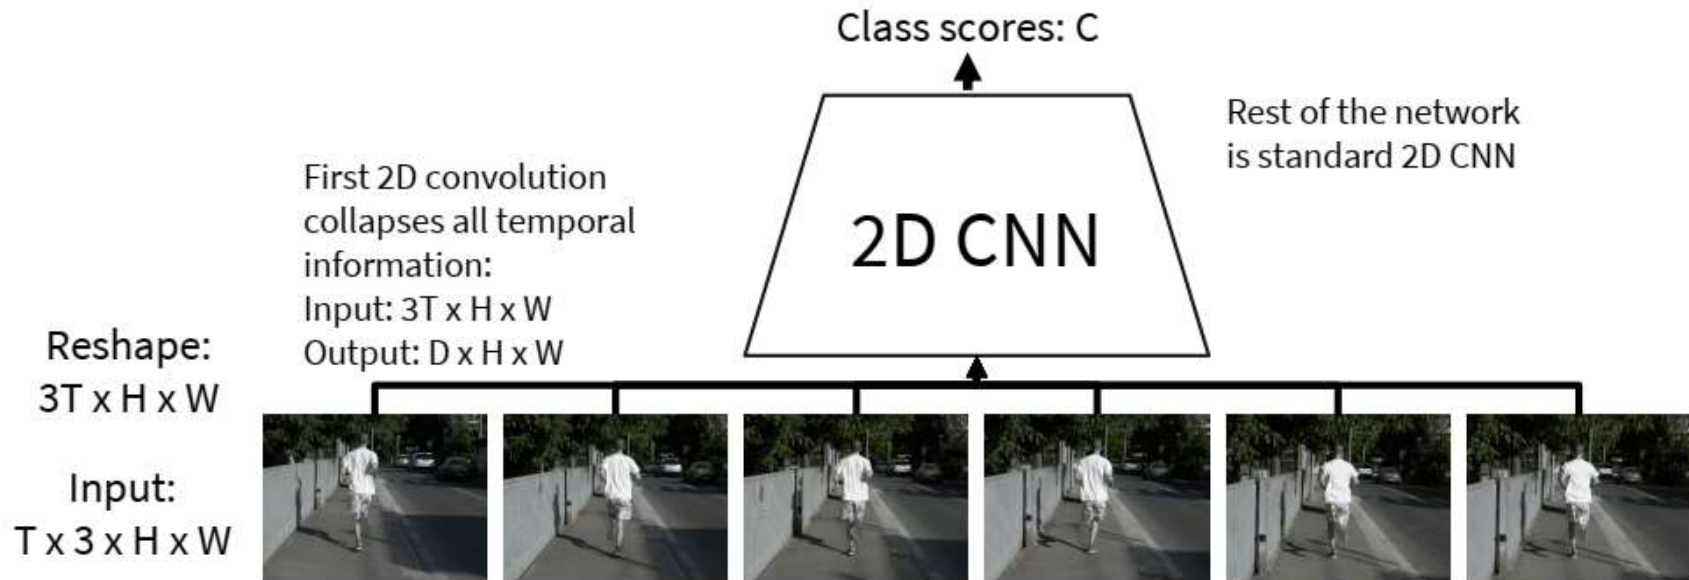 Class scores: C
Rest of the network
is standard 2D CNN
First 2D convolution
collapses all temporal
information:
Input: 3T x H x W
Output: D x H x W
2D CNN
Reshape:
3T x H x W
Input:
T x 3 x H x W